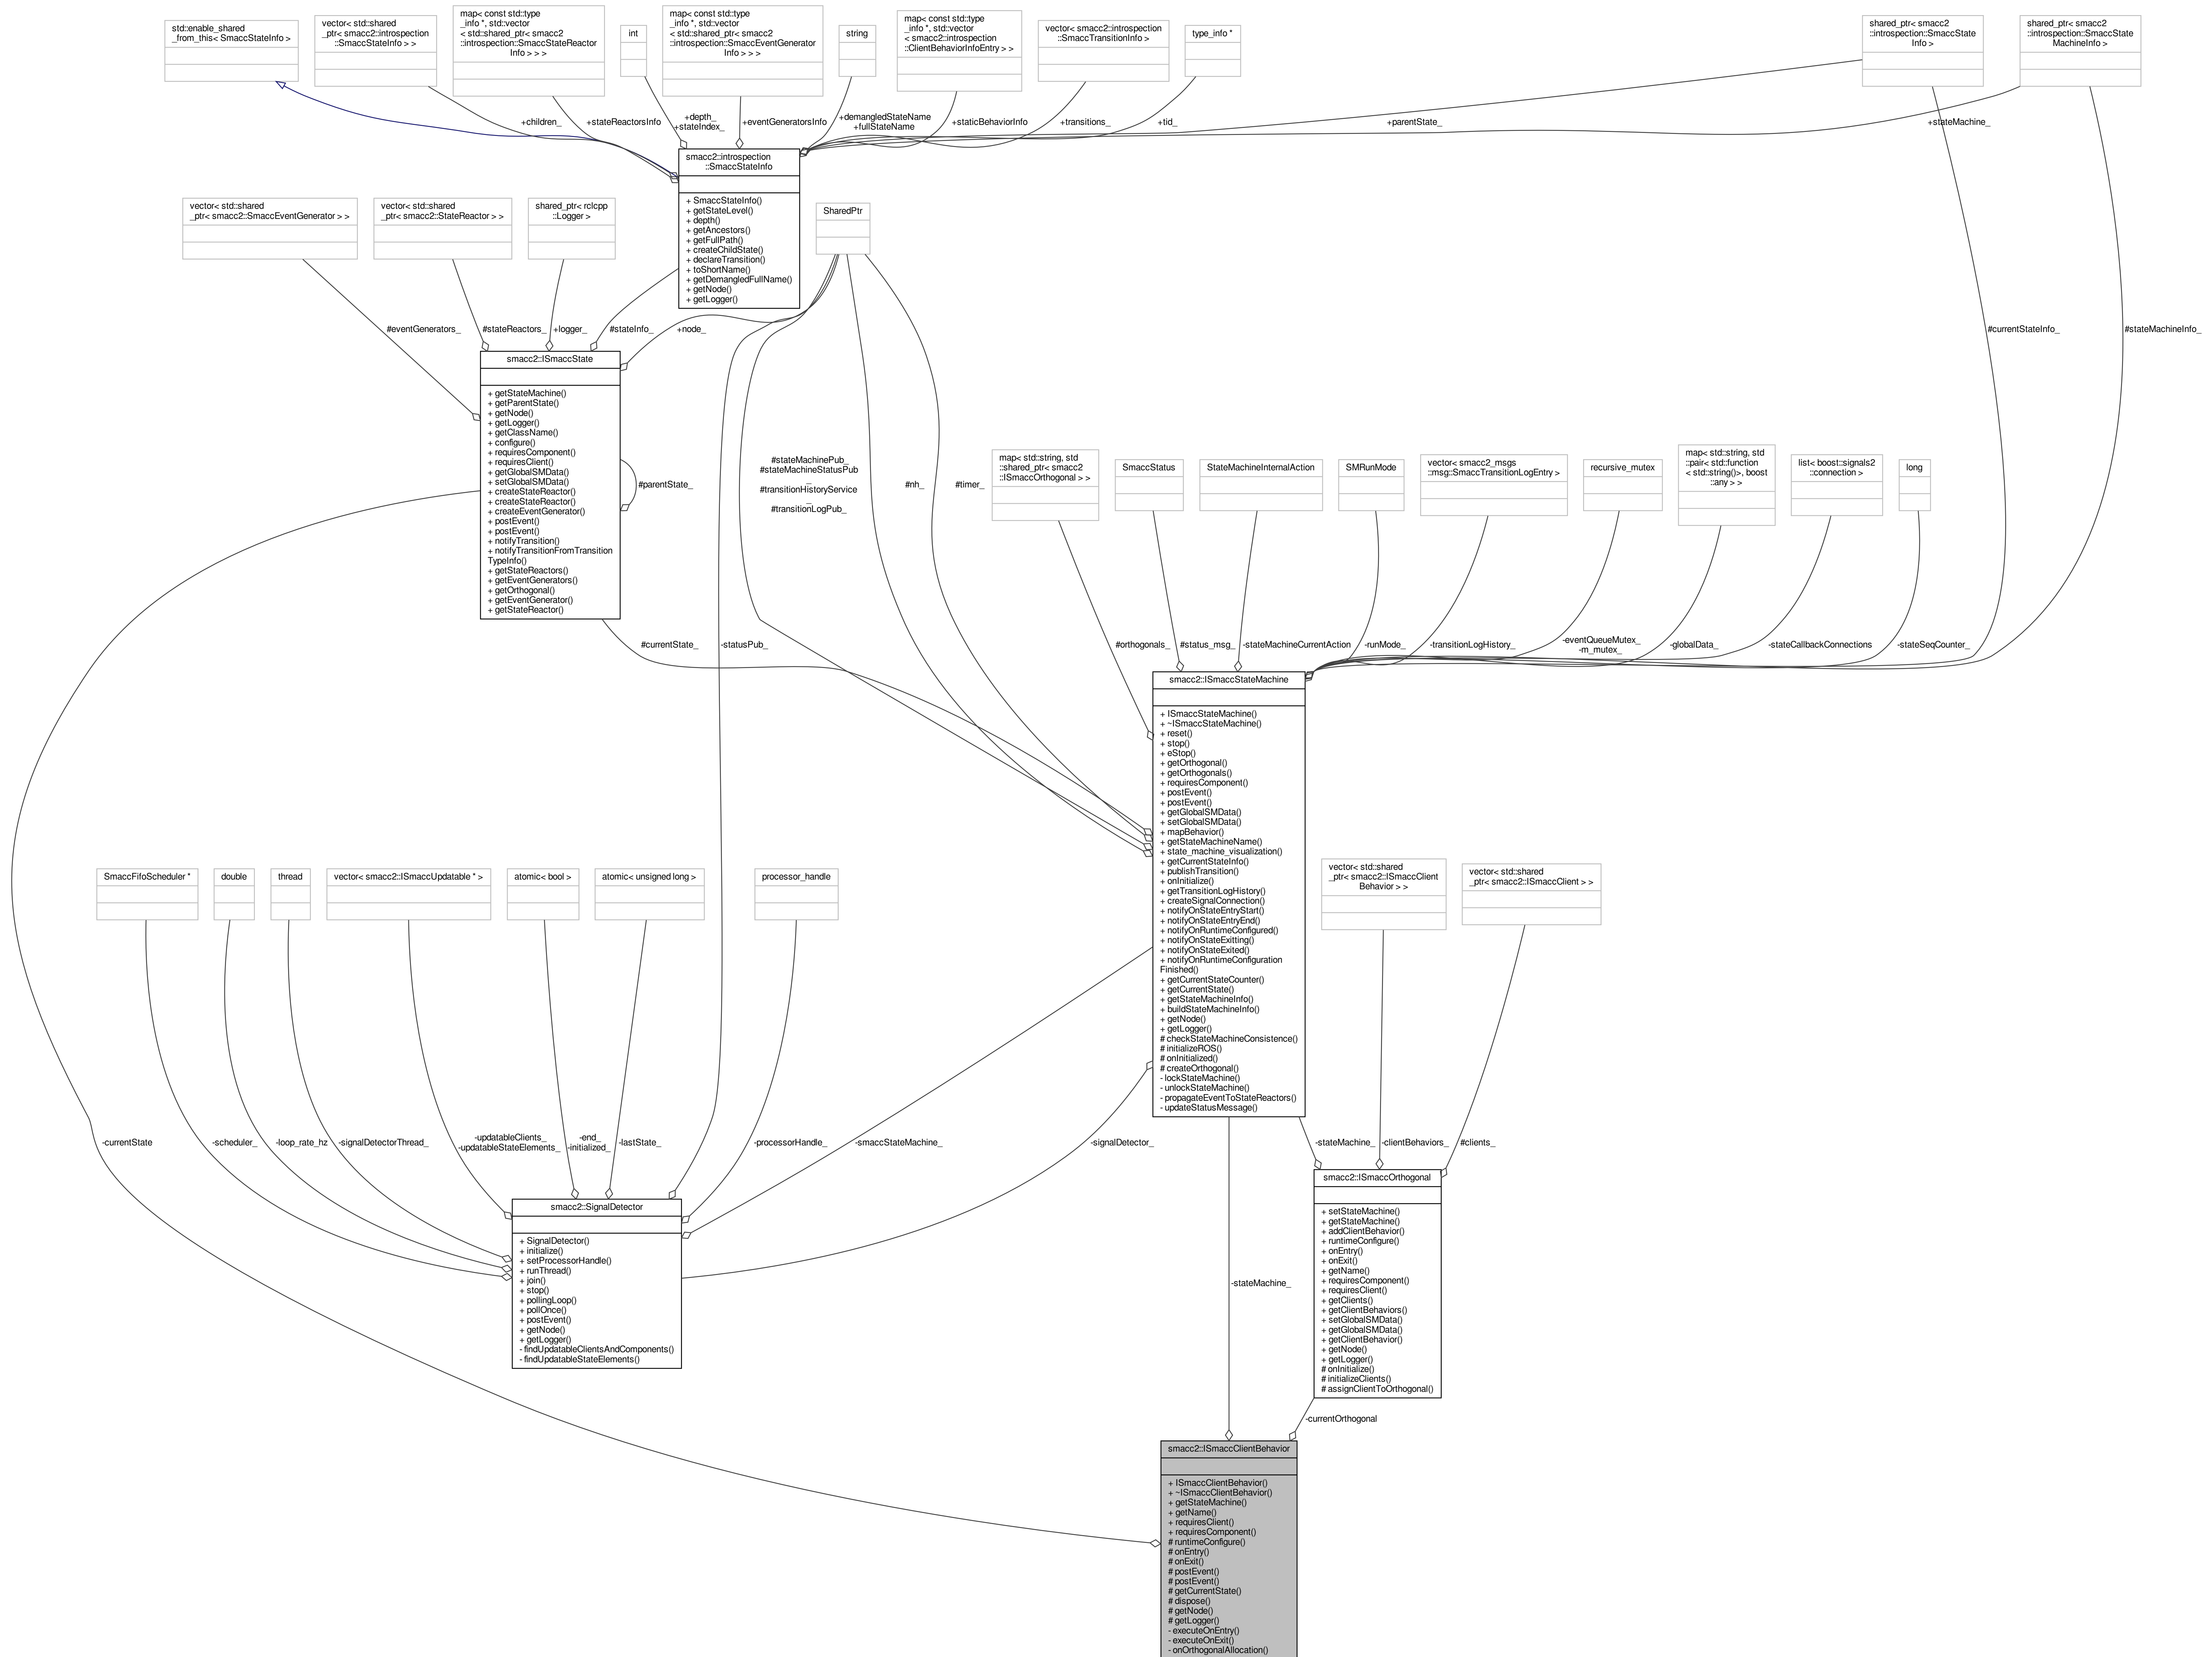 std::enable_shared
_from_this< SmaccStateInfo >
vector< std::shared
_ptr< smacc2::introspection
::SmaccStateInfo > >
map< const std::type
_info *, std::vector
< std::shared_ptr< smacc2
::introspection::SmaccStateReactor
Info > > >
int
map< const std::type
_info *, std::vector
< std::shared_ptr< smacc2
::introspection::SmaccEventGenerator
Info > > >
string
map< const std::type
_info *, std::vector
< smacc2::introspection
::ClientBehaviorInfoEntry > >
vector< smacc2::introspection
::SmaccTransitionInfo >
type_info *
shared_ptr< smacc2
::introspection::SmaccState
Info >
shared_ptr< smacc2
::introspection::SmaccState
MachineInfo >
+children_
+stateReactorsInfo
+depth_
+stateIndex_
+eventGeneratorsInfo
+demangledStateName
+fullStateName
+staticBehaviorInfo
+transitions_
+tid_
+parentState_
+stateMachine_
smacc2::introspection
::SmaccStateInfo
+ SmaccStateInfo()
+ getStateLevel()
+ depth()
+ getAncestors()
+ getFullPath()
+ createChildState()
+ declareTransition()
+ toShortName()
+ getDemangledFullName()
+ getNode()
+ getLogger()
vector< std::shared
_ptr< smacc2::SmaccEventGenerator > >
vector< std::shared
_ptr< smacc2::StateReactor > >
shared_ptr< rclcpp
::Logger >
SharedPtr
#eventGenerators_
#stateReactors_
+logger_
#stateInfo_
+node_
#currentStateInfo_
#stateMachineInfo_
smacc2::ISmaccState
+ getStateMachine()
+ getParentState()
+ getNode()
+ getLogger()
+ getClassName()
+ configure()
+ requiresComponent()
+ requiresClient()
+ getGlobalSMData()
+ setGlobalSMData()
+ createStateReactor()
+ createStateReactor()
+ createEventGenerator()
+ postEvent()
+ postEvent()
+ notifyTransition()
+ notifyTransitionFromTransition
TypeInfo()
+ getStateReactors()
+ getEventGenerators()
+ getOrthogonal()
+ getEventGenerator()
+ getStateReactor()
#parentState_
#stateMachinePub_
#stateMachineStatusPub
_
#transitionHistoryService
_
#transitionLogPub_
#nh_
#timer_
map< std::string, std
::shared_ptr< smacc2
::ISmaccOrthogonal > >
SmaccStatus
StateMachineInternalAction
SMRunMode
vector< smacc2_msgs
::msg::SmaccTransitionLogEntry >
recursive_mutex
map< std::string, std
::pair< std::function
< std::string()>, boost
::any > >
list< boost::signals2
::connection >
long
#currentState_
-statusPub_
#orthogonals_
#status_msg_
-stateMachineCurrentAction
-runMode_
-transitionLogHistory_
-eventQueueMutex_
-m_mutex_
-globalData_
-stateCallbackConnections
-stateSeqCounter_
smacc2::ISmaccStateMachine
+ ISmaccStateMachine()
+ ~ISmaccStateMachine()
+ reset()
+ stop()
+ eStop()
+ getOrthogonal()
+ getOrthogonals()
+ requiresComponent()
+ postEvent()
+ postEvent()
+ getGlobalSMData()
+ setGlobalSMData()
+ mapBehavior()
+ getStateMachineName()
+ state_machine_visualization()
+ getCurrentStateInfo()
+ publishTransition()
+ onInitialize()
+ getTransitionLogHistory()
+ createSignalConnection()
+ notifyOnStateEntryStart()
+ notifyOnStateEntryEnd()
+ notifyOnRuntimeConfigured()
+ notifyOnStateExitting()
+ notifyOnStateExited()
+ notifyOnRuntimeConfiguration
Finished()
+ getCurrentStateCounter()
+ getCurrentState()
+ getStateMachineInfo()
+ buildStateMachineInfo()
+ getNode()
+ getLogger()
# checkStateMachineConsistence()
# initializeROS()
# onInitialized()
# createOrthogonal()
- lockStateMachine()
- unlockStateMachine()
- propagateEventToStateReactors()
- updateStatusMessage()
SmaccFifoScheduler *
double
thread
vector< smacc2::ISmaccUpdatable * >
atomic< bool >
atomic< unsigned long >
processor_handle
vector< std::shared
_ptr< smacc2::ISmaccClient
Behavior > >
vector< std::shared
_ptr< smacc2::ISmaccClient > >
-currentState
-scheduler_
-loop_rate_hz
-signalDetectorThread_
-updatableClients_
-updatableStateElements_
-end_
-initialized_
-lastState_
-processorHandle_
-smaccStateMachine_
-signalDetector_
-stateMachine_
-clientBehaviors_
#clients_
smacc2::SignalDetector
+ SignalDetector()
+ initialize()
+ setProcessorHandle()
+ runThread()
+ join()
+ stop()
+ pollingLoop()
+ pollOnce()
+ postEvent()
+ getNode()
+ getLogger()
- findUpdatableClientsAndComponents()
- findUpdatableStateElements()
smacc2::ISmaccOrthogonal
+ setStateMachine()
+ getStateMachine()
+ addClientBehavior()
+ runtimeConfigure()
+ onEntry()
+ onExit()
+ getName()
+ requiresComponent()
+ requiresClient()
+ getClients()
+ getClientBehaviors()
+ setGlobalSMData()
+ getGlobalSMData()
+ getClientBehavior()
+ getNode()
+ getLogger()
# onInitialize()
# initializeClients()
# assignClientToOrthogonal()
-stateMachine_
-currentOrthogonal
smacc2::ISmaccClientBehavior
+ ISmaccClientBehavior()
+ ~ISmaccClientBehavior()
+ getStateMachine()
+ getName()
+ requiresClient()
+ requiresComponent()
# runtimeConfigure()
# onEntry()
# onExit()
# postEvent()
# postEvent()
# getCurrentState()
# dispose()
# getNode()
# getLogger()
- executeOnEntry()
- executeOnExit()
- onOrthogonalAllocation()